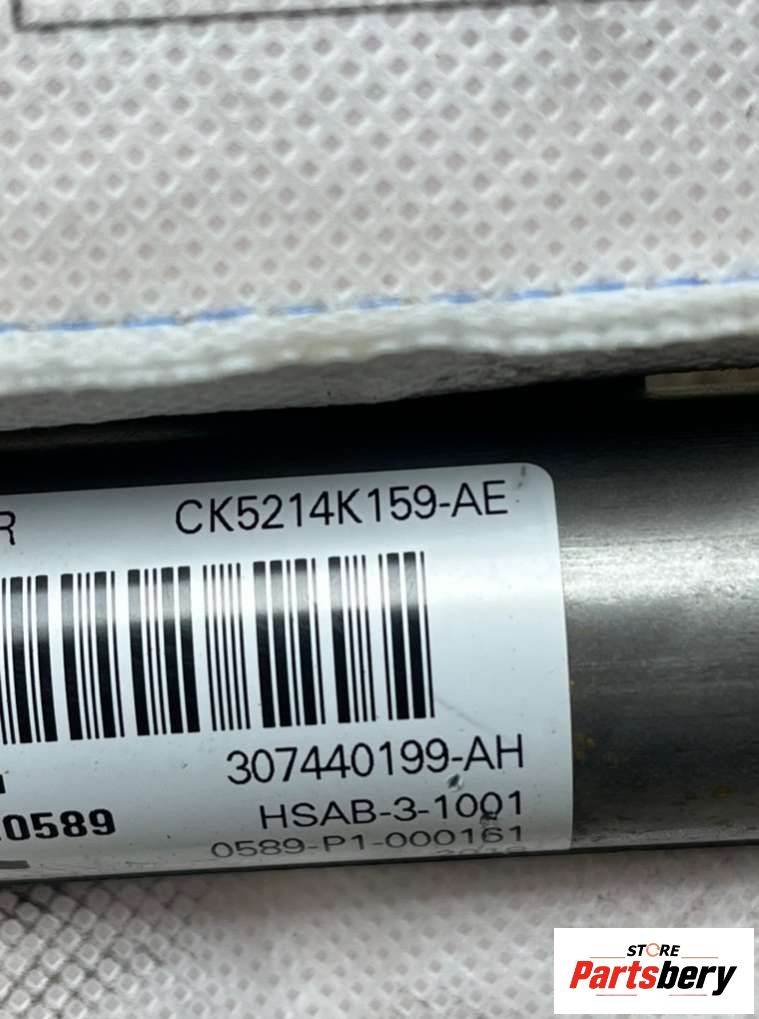 R CK5214K159-AE
307440199-AH
0589
HSAB-3-1001
0589-P1-000161
STORE
Partsbery